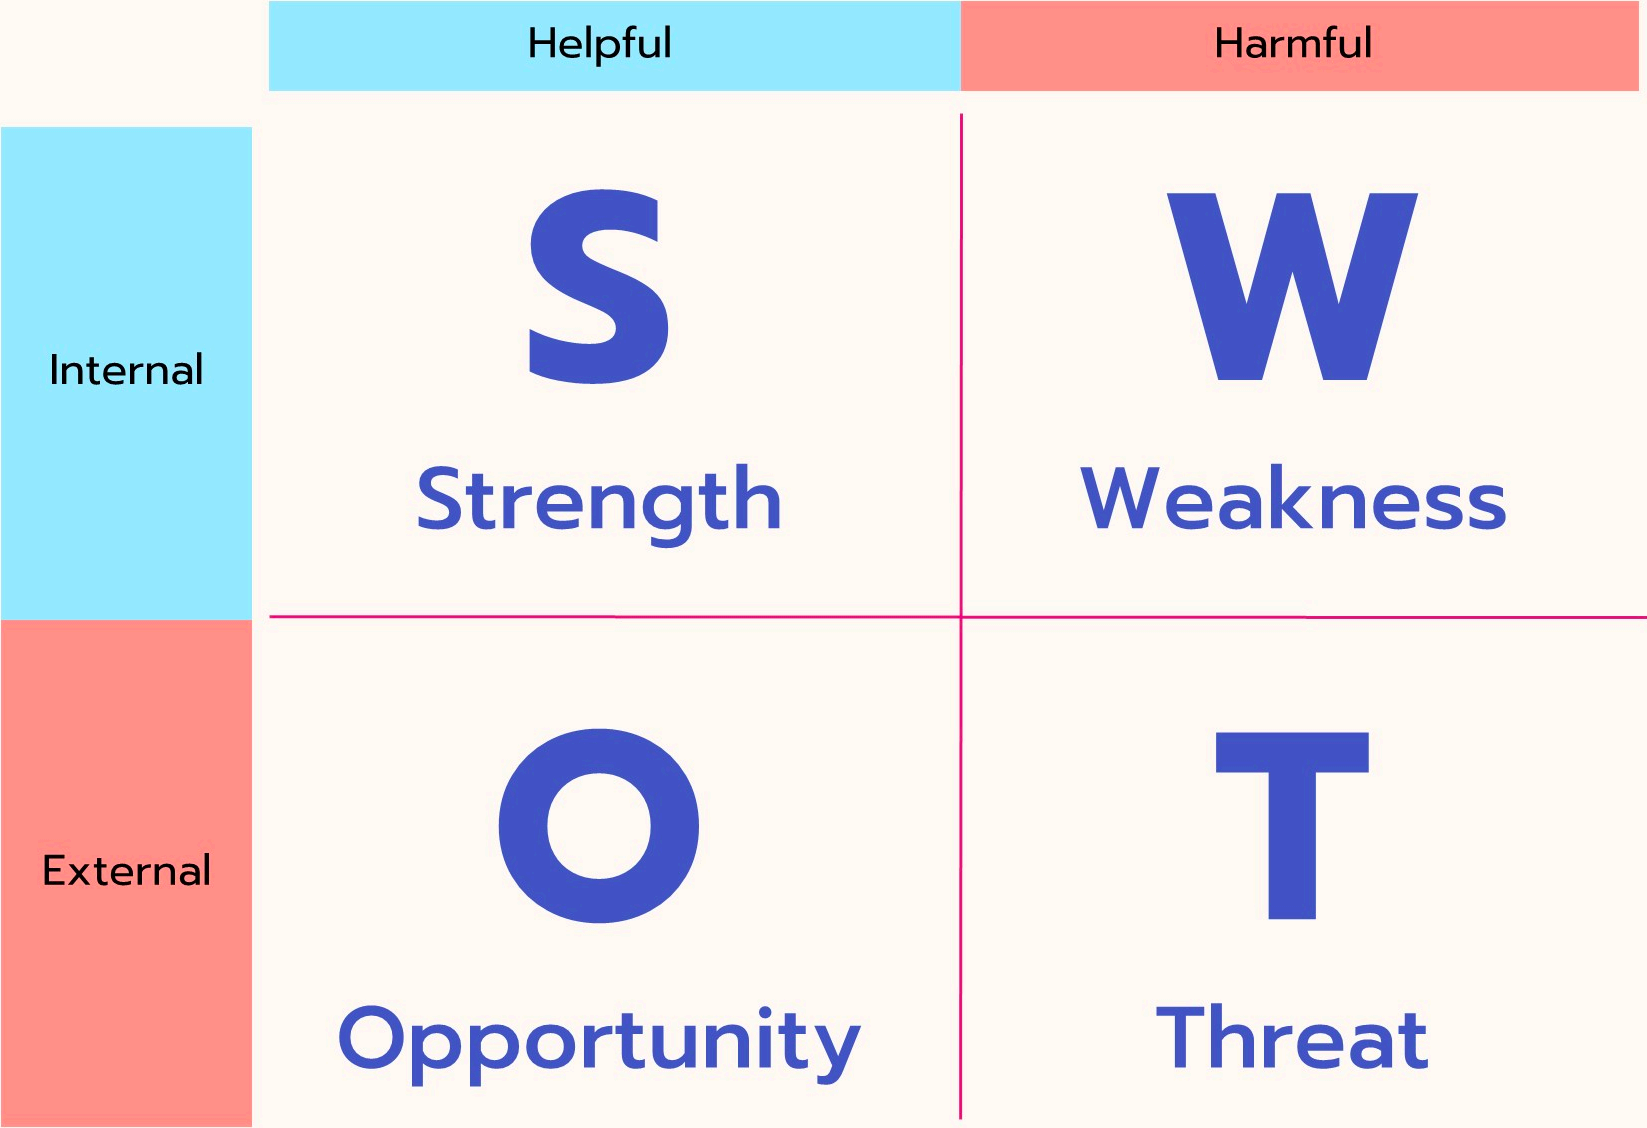 Helpful
Harmful
Internal
S
Strength
W
Weakness
External
O
Opportunity
T
Threat